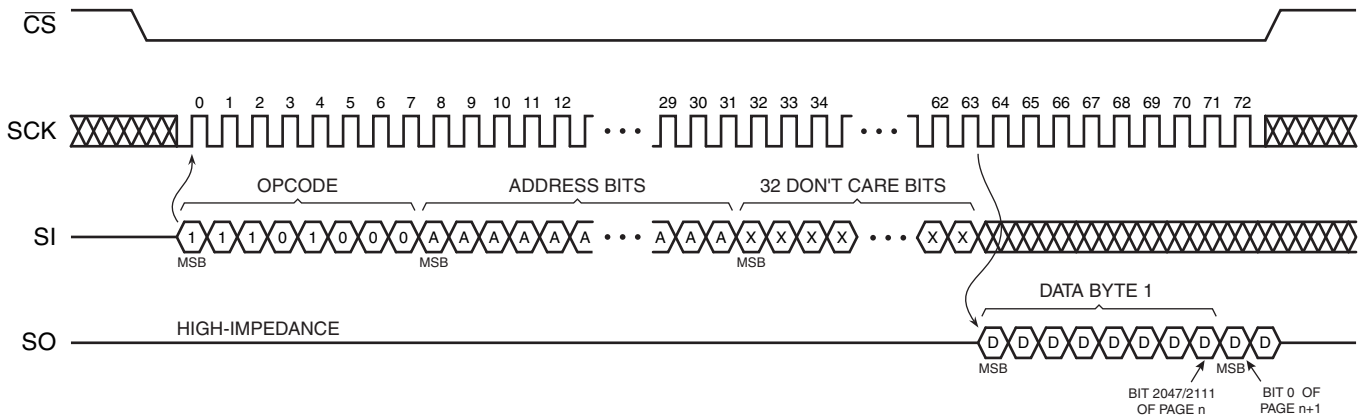 CS
SCK
0 1 2 3 4 5 6 7 8 9 10 11 12 29 30 31 32 33 34 62 63 64 65 66 67 68 69 70 71 72
OPCODE ADDRESS BITS 32 DON'T CARE BITS
SI
1 1 1 0 1 0 0 0 A A A A A A A A A X X X X X X
MSB MSB MSB
DATA BYTE 1
HIGH-IMPEDANCE
SO
D D D D D D D D D D
MSB MSB
BIT 2047/2111
OF PAGE n
BIT 0 OF
PAGE n+1